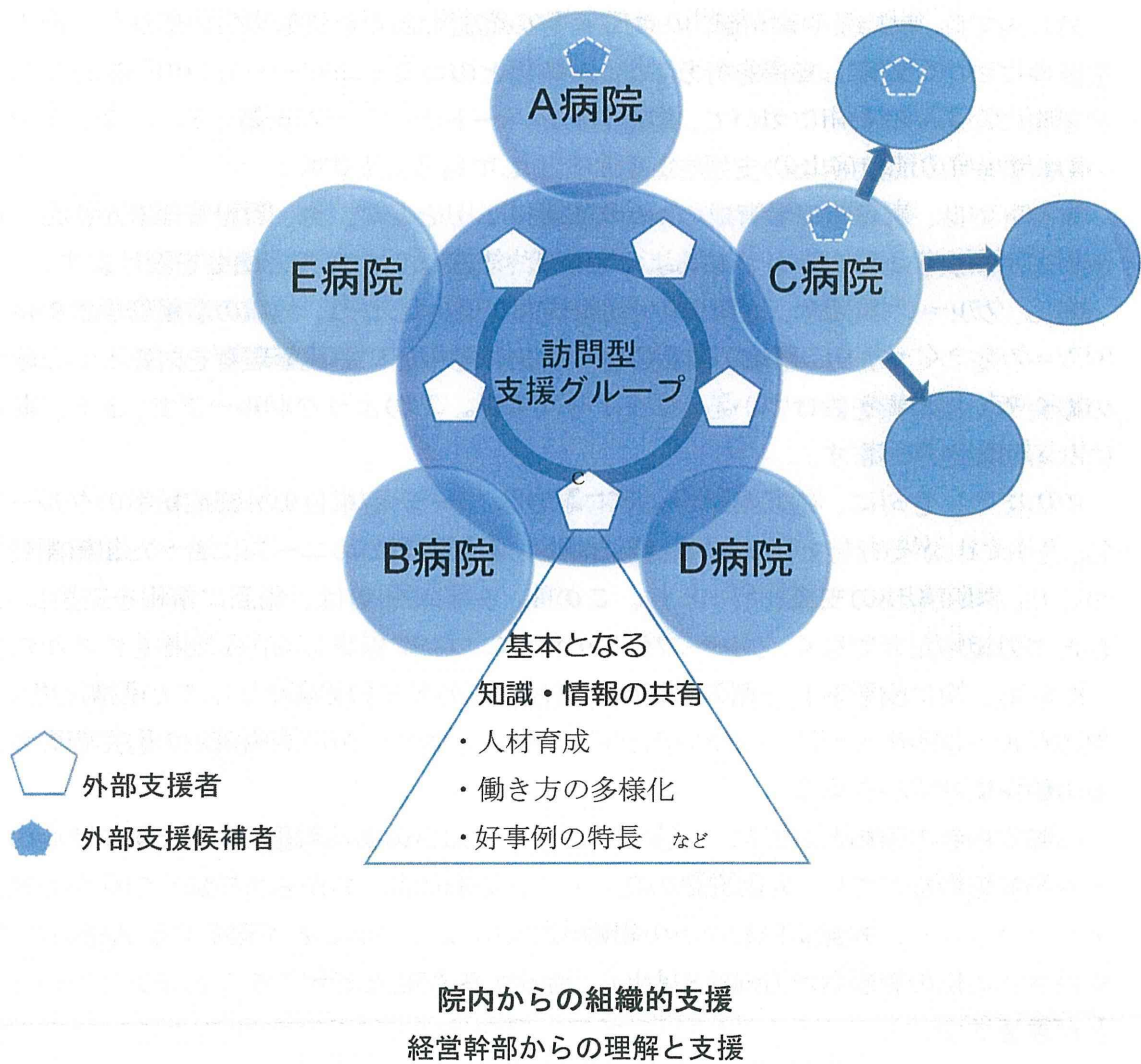 A病院
E病院
C病院
訪問型
支援グループ
c
B病院
D病院
基本となる
知識・情報の共有
・人材育成
・働き方の多様化
・好事例の特長 など
外部支援者
外部支援候補者
院内からの組織的支援
経営幹部からの理解と支援